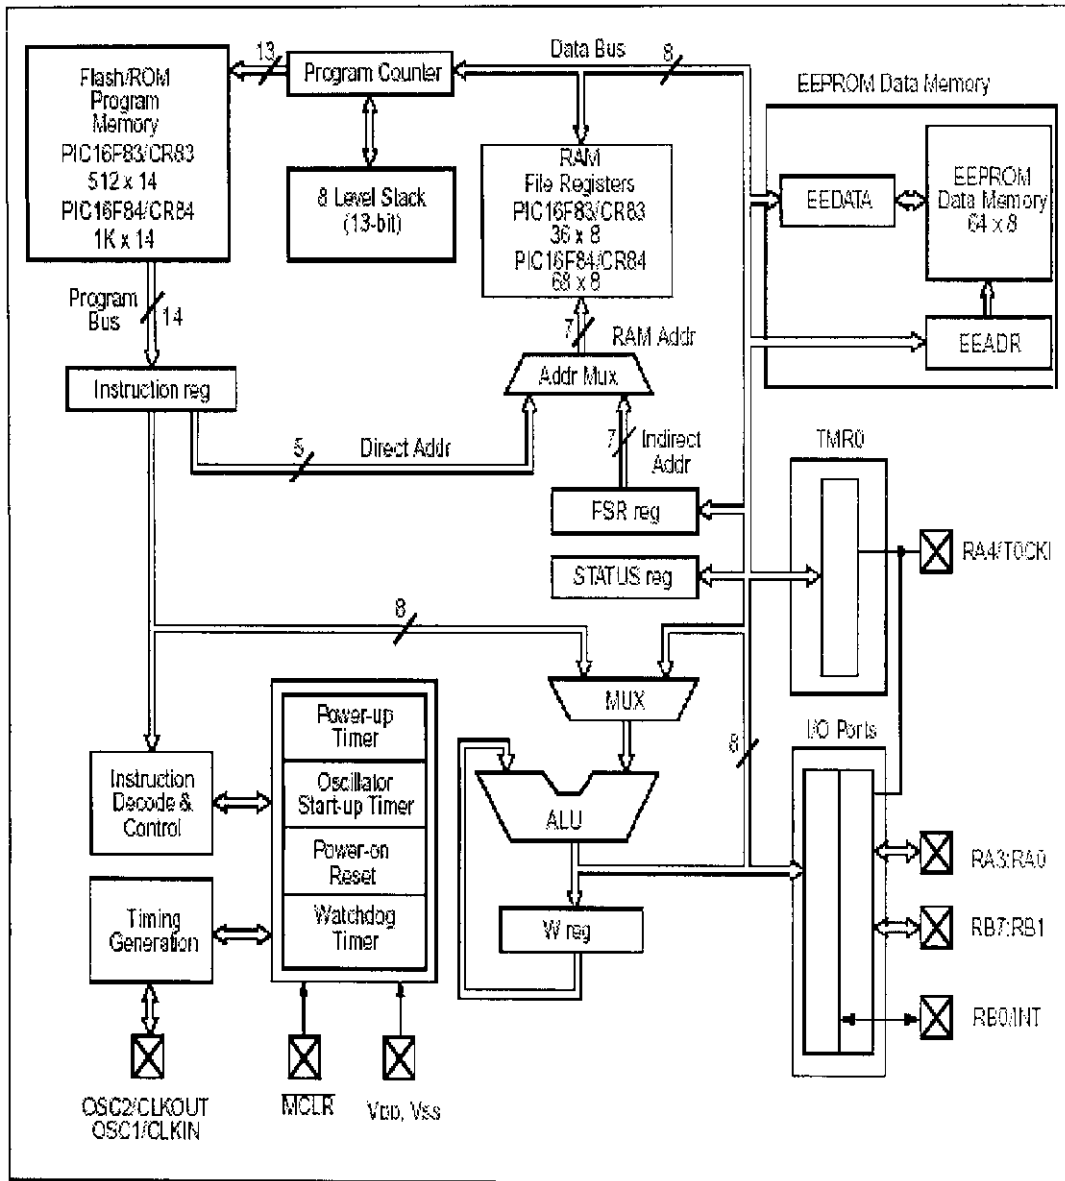 Flash/ROM
Program
Memory
PIC16F83/CR83
512 x 14
PIC16F84/CR84
1K x 14
13
Program Counter
Data Bus
8
8 Level Stack
(13-bit)
RAM
File Registers
PIC16F83/CR83
36 x 8
PIC16F84/CR84
68 x 8
EEPROM Data Memory
EEDATA
EEPROM
Data Memory
64 x 8
EEADR
Program
Bus
14
7
RAM Addr
Addr Mux
Instruction reg
5
Direct Addr
7
Indirect
Addr
FSR reg
STATUS reg
TMR0
RA4/T0CKI
8
MUX
8
I/O Ports
Power-up
Timer
Oscillator
Start-up Timer
Power-on
Reset
Watchdog
Timer
Instruction
Decode &
Control
Timing
Generation
ALU
W reg
RA3:RA0
RB7:RB1
RB0/INT
OSC2/CLKOUT
OSC1/CLKIN
MCLR
VDD, VSS